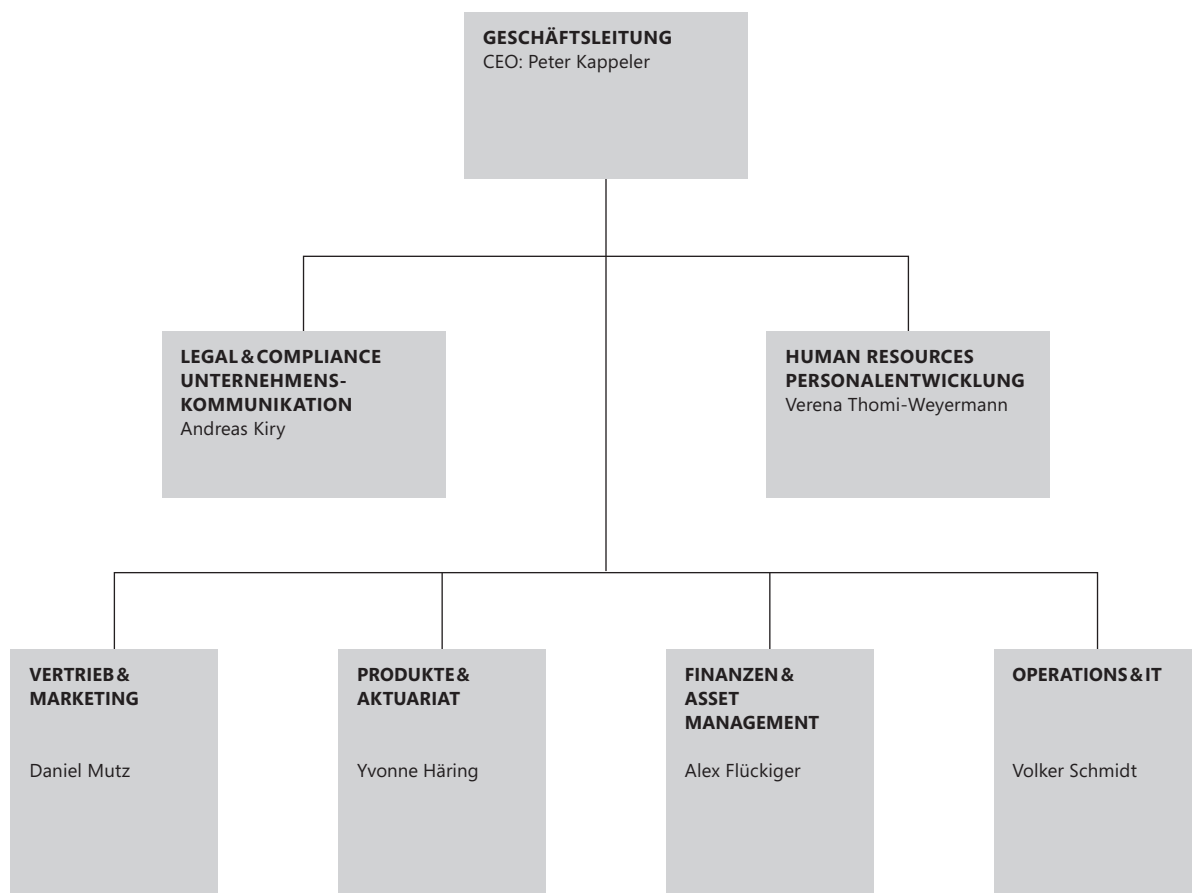 GESCHÄFTSLEITUNG
CEO: Peter Kappeler
LEGAL & COMPLIANCE
UNTERNEHMENS-
KOMMUNIKATION
Andreas Kiry
HUMAN RESOURCES
PERSONALENTWICKLUNG
Verena Thomi-Weyermann
VERTRIEB &
MARKETING
Daniel Mutz
PRODUKTE &
AKTUARIAT
Yvonne Häring
FINANZEN &
ASSET
MANAGEMENT
Alex Flückiger
OPERATIONS & IT
Volker Schmidt